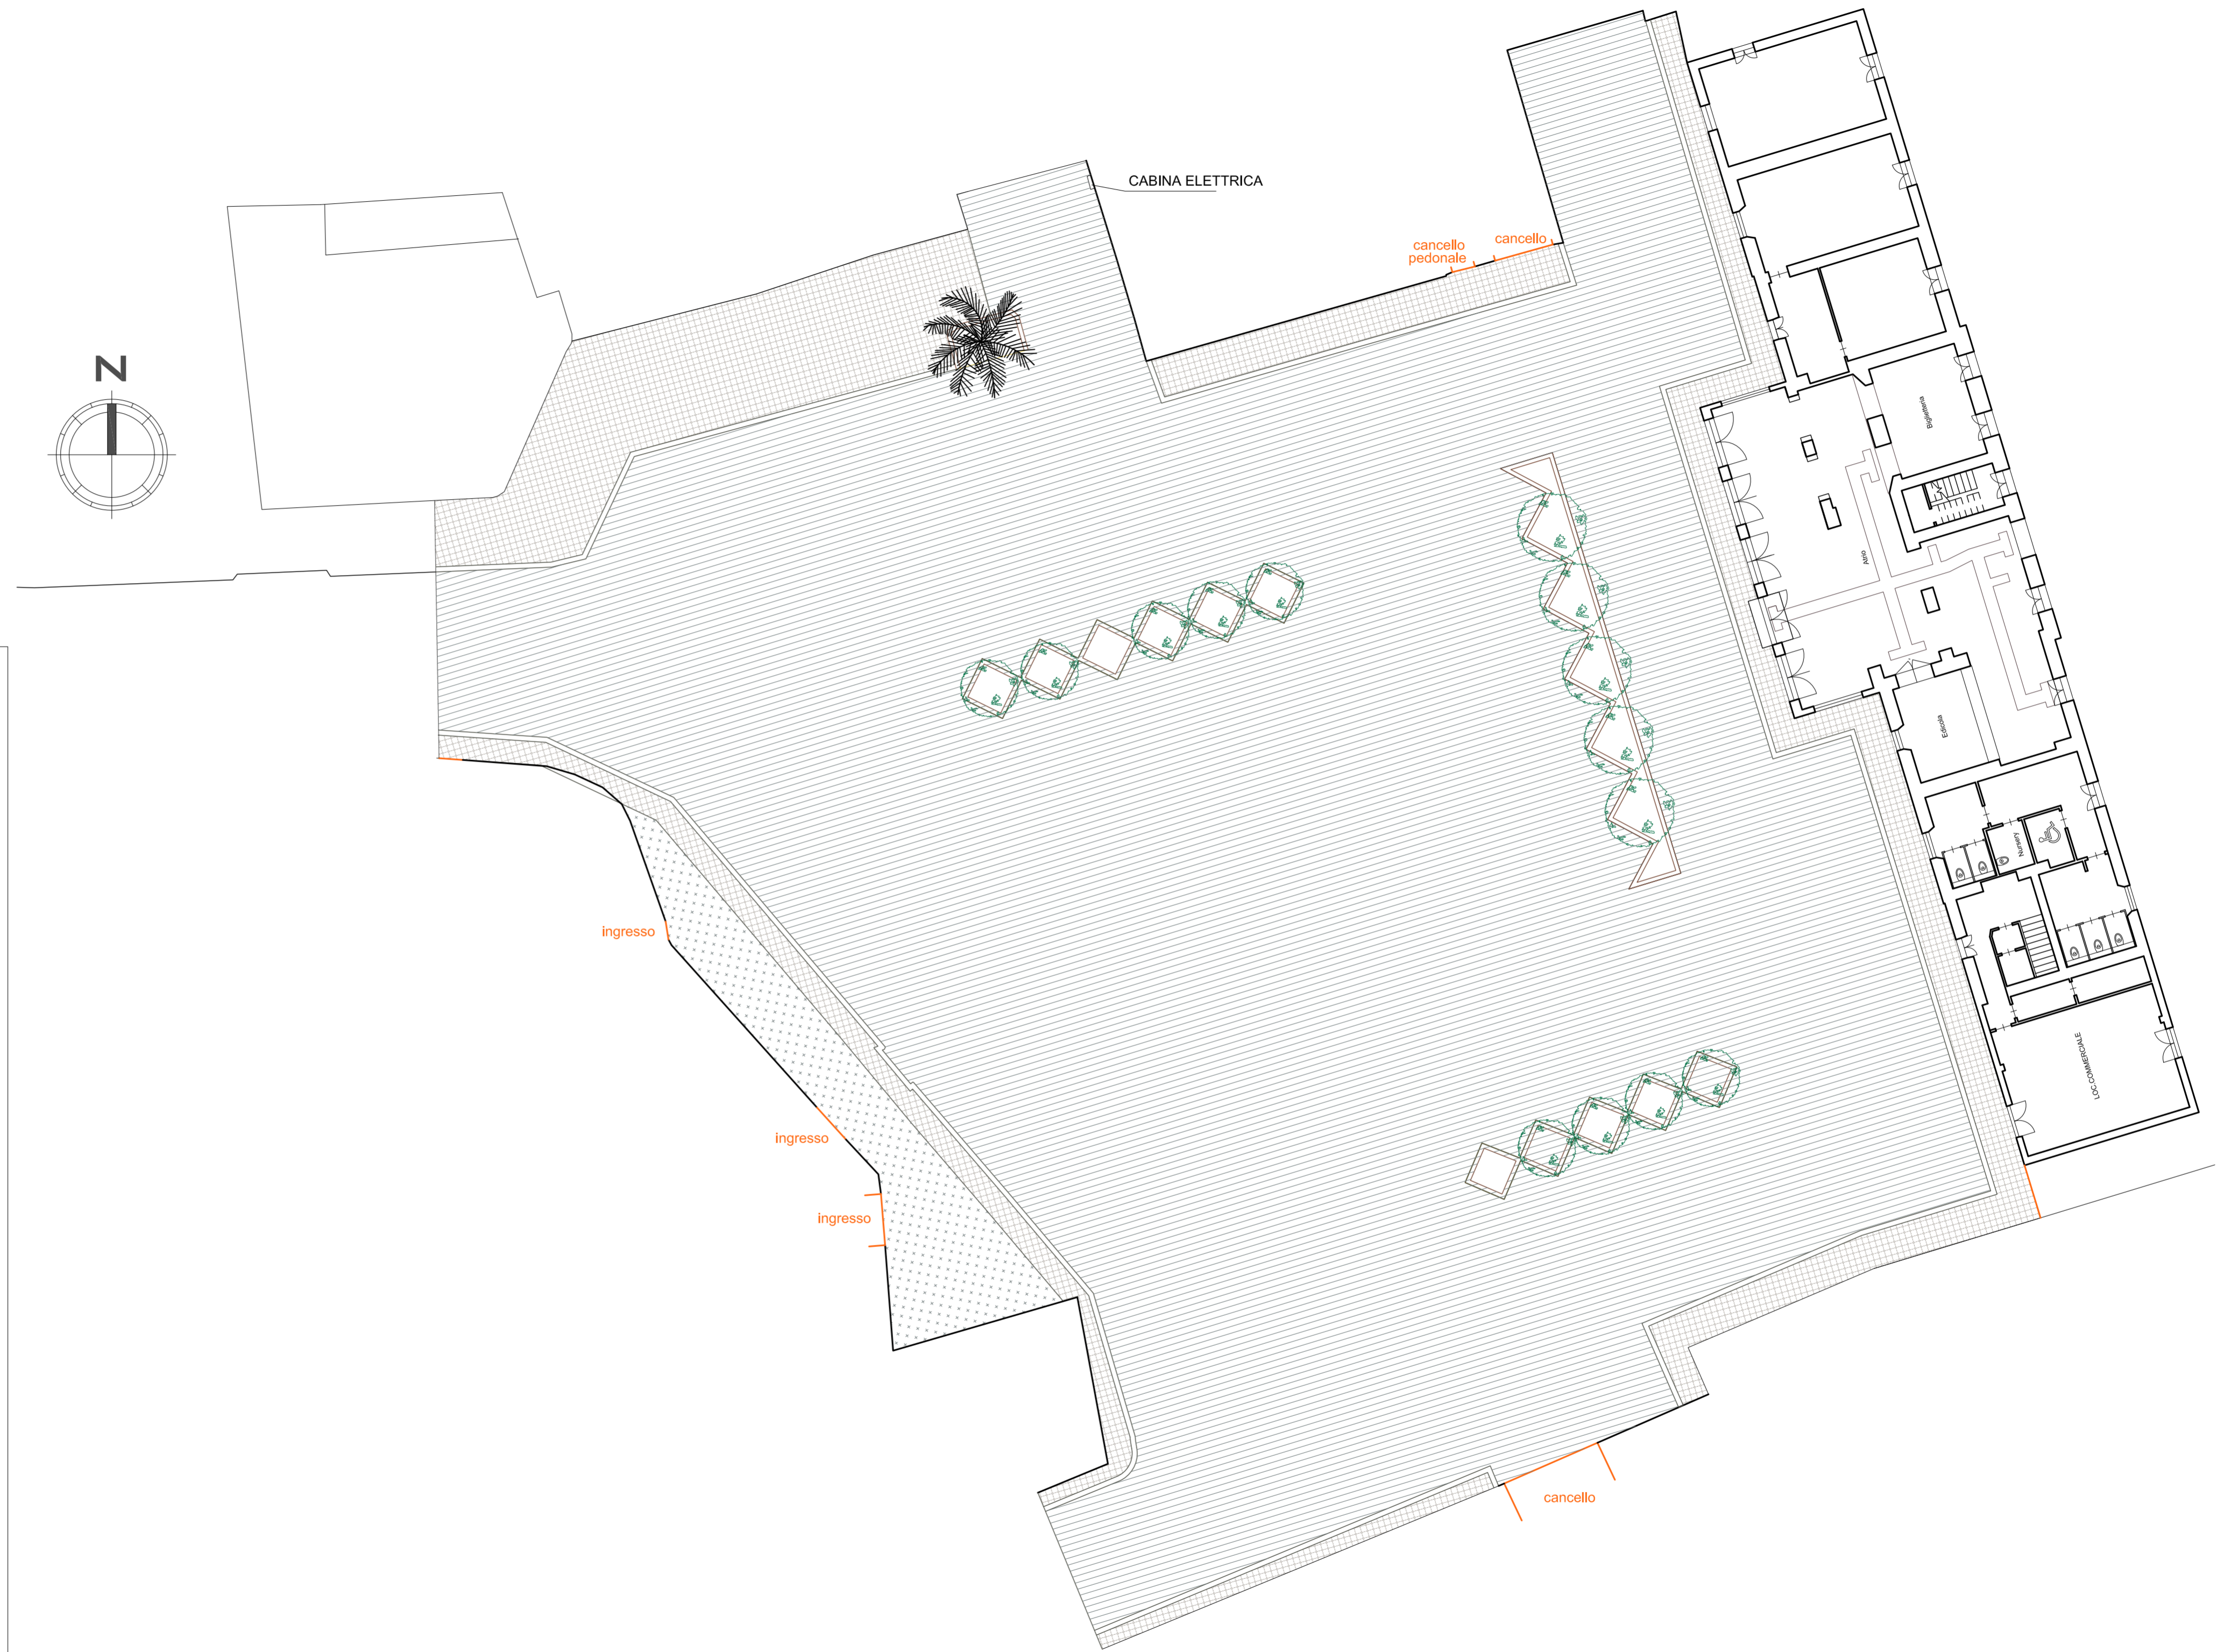 CABINA ELETTRICA
cancello
pedonale
cancello
N
Biglietteria
Atrio
Edicola
Nursery
ingresso
LOC.COMMERCIALE
ingresso
ingresso
cancello